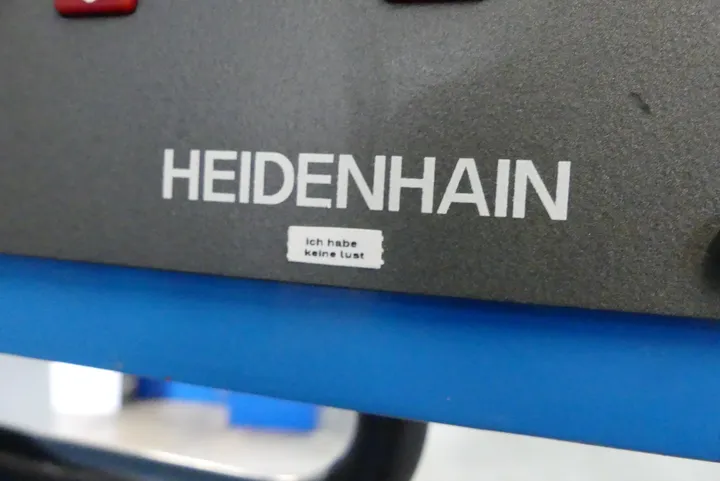 HEIDENHAIN
ich habe
keine lust